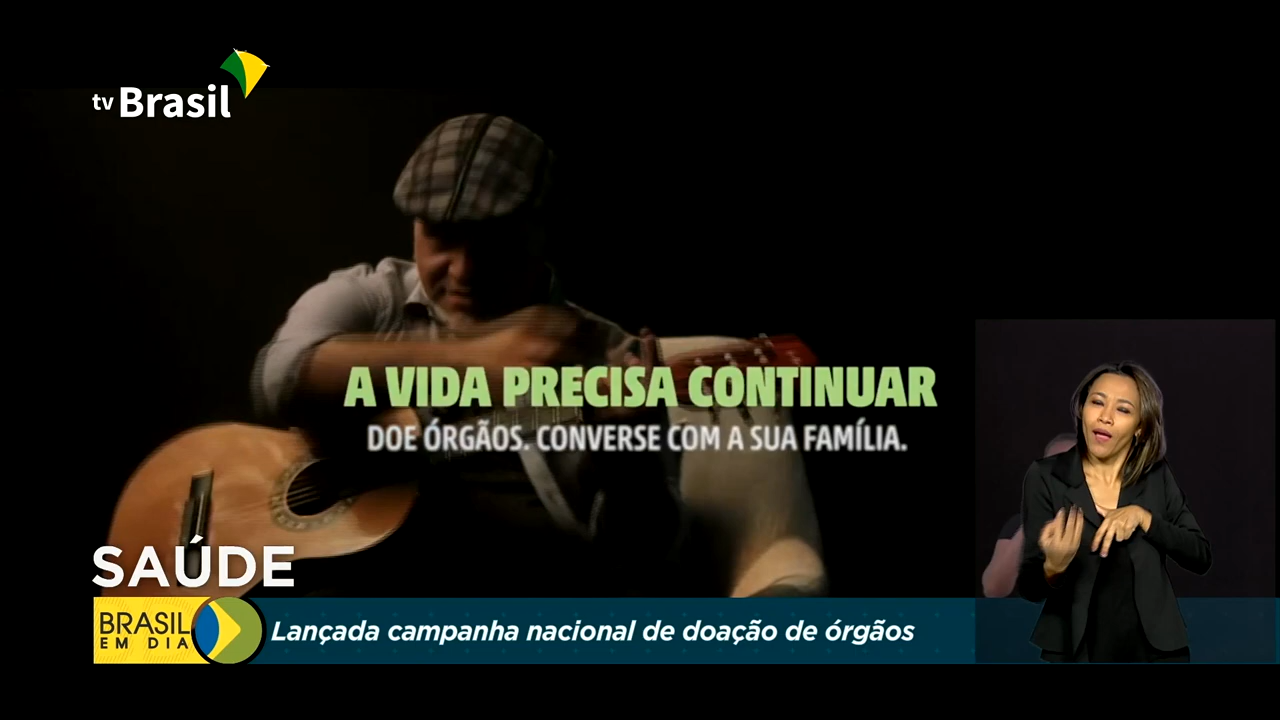 tv Brasil
A VIDA PRECISA CONTINUAR
DOE ÓRGÃOS. CONVERSE COM A SUA FAMÍLIA.
SAÚDE
BRASIL
EM DIA
Lançada campanha nacional de doação de órgãos